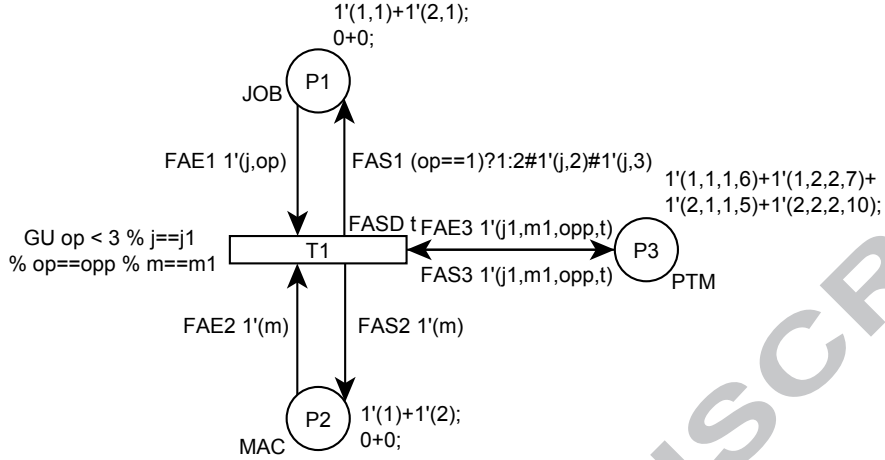 1'(1,1)+1'(2,1);
0+0;
P1
JOB
FAE1 1'(j,op)
FAS1 (op==1)?1:2#1'(j,2)#1'(j,3)
1'(1,1,1,6)+1'(1,2,2,7)+
1'(2,1,1,5)+1'(2,2,2,10);
GU op < 3 % j==j1
% op==opp % m==m1
FASD t
FAE3 1'(j1,m1,opp,t)
T1
P3
FAS3 1'(j1,m1,opp,t)
PTM
FAE2 1'(m)
FAS2 1'(m)
P2
MAC
1'(1)+1'(2);
0+0;
SCR